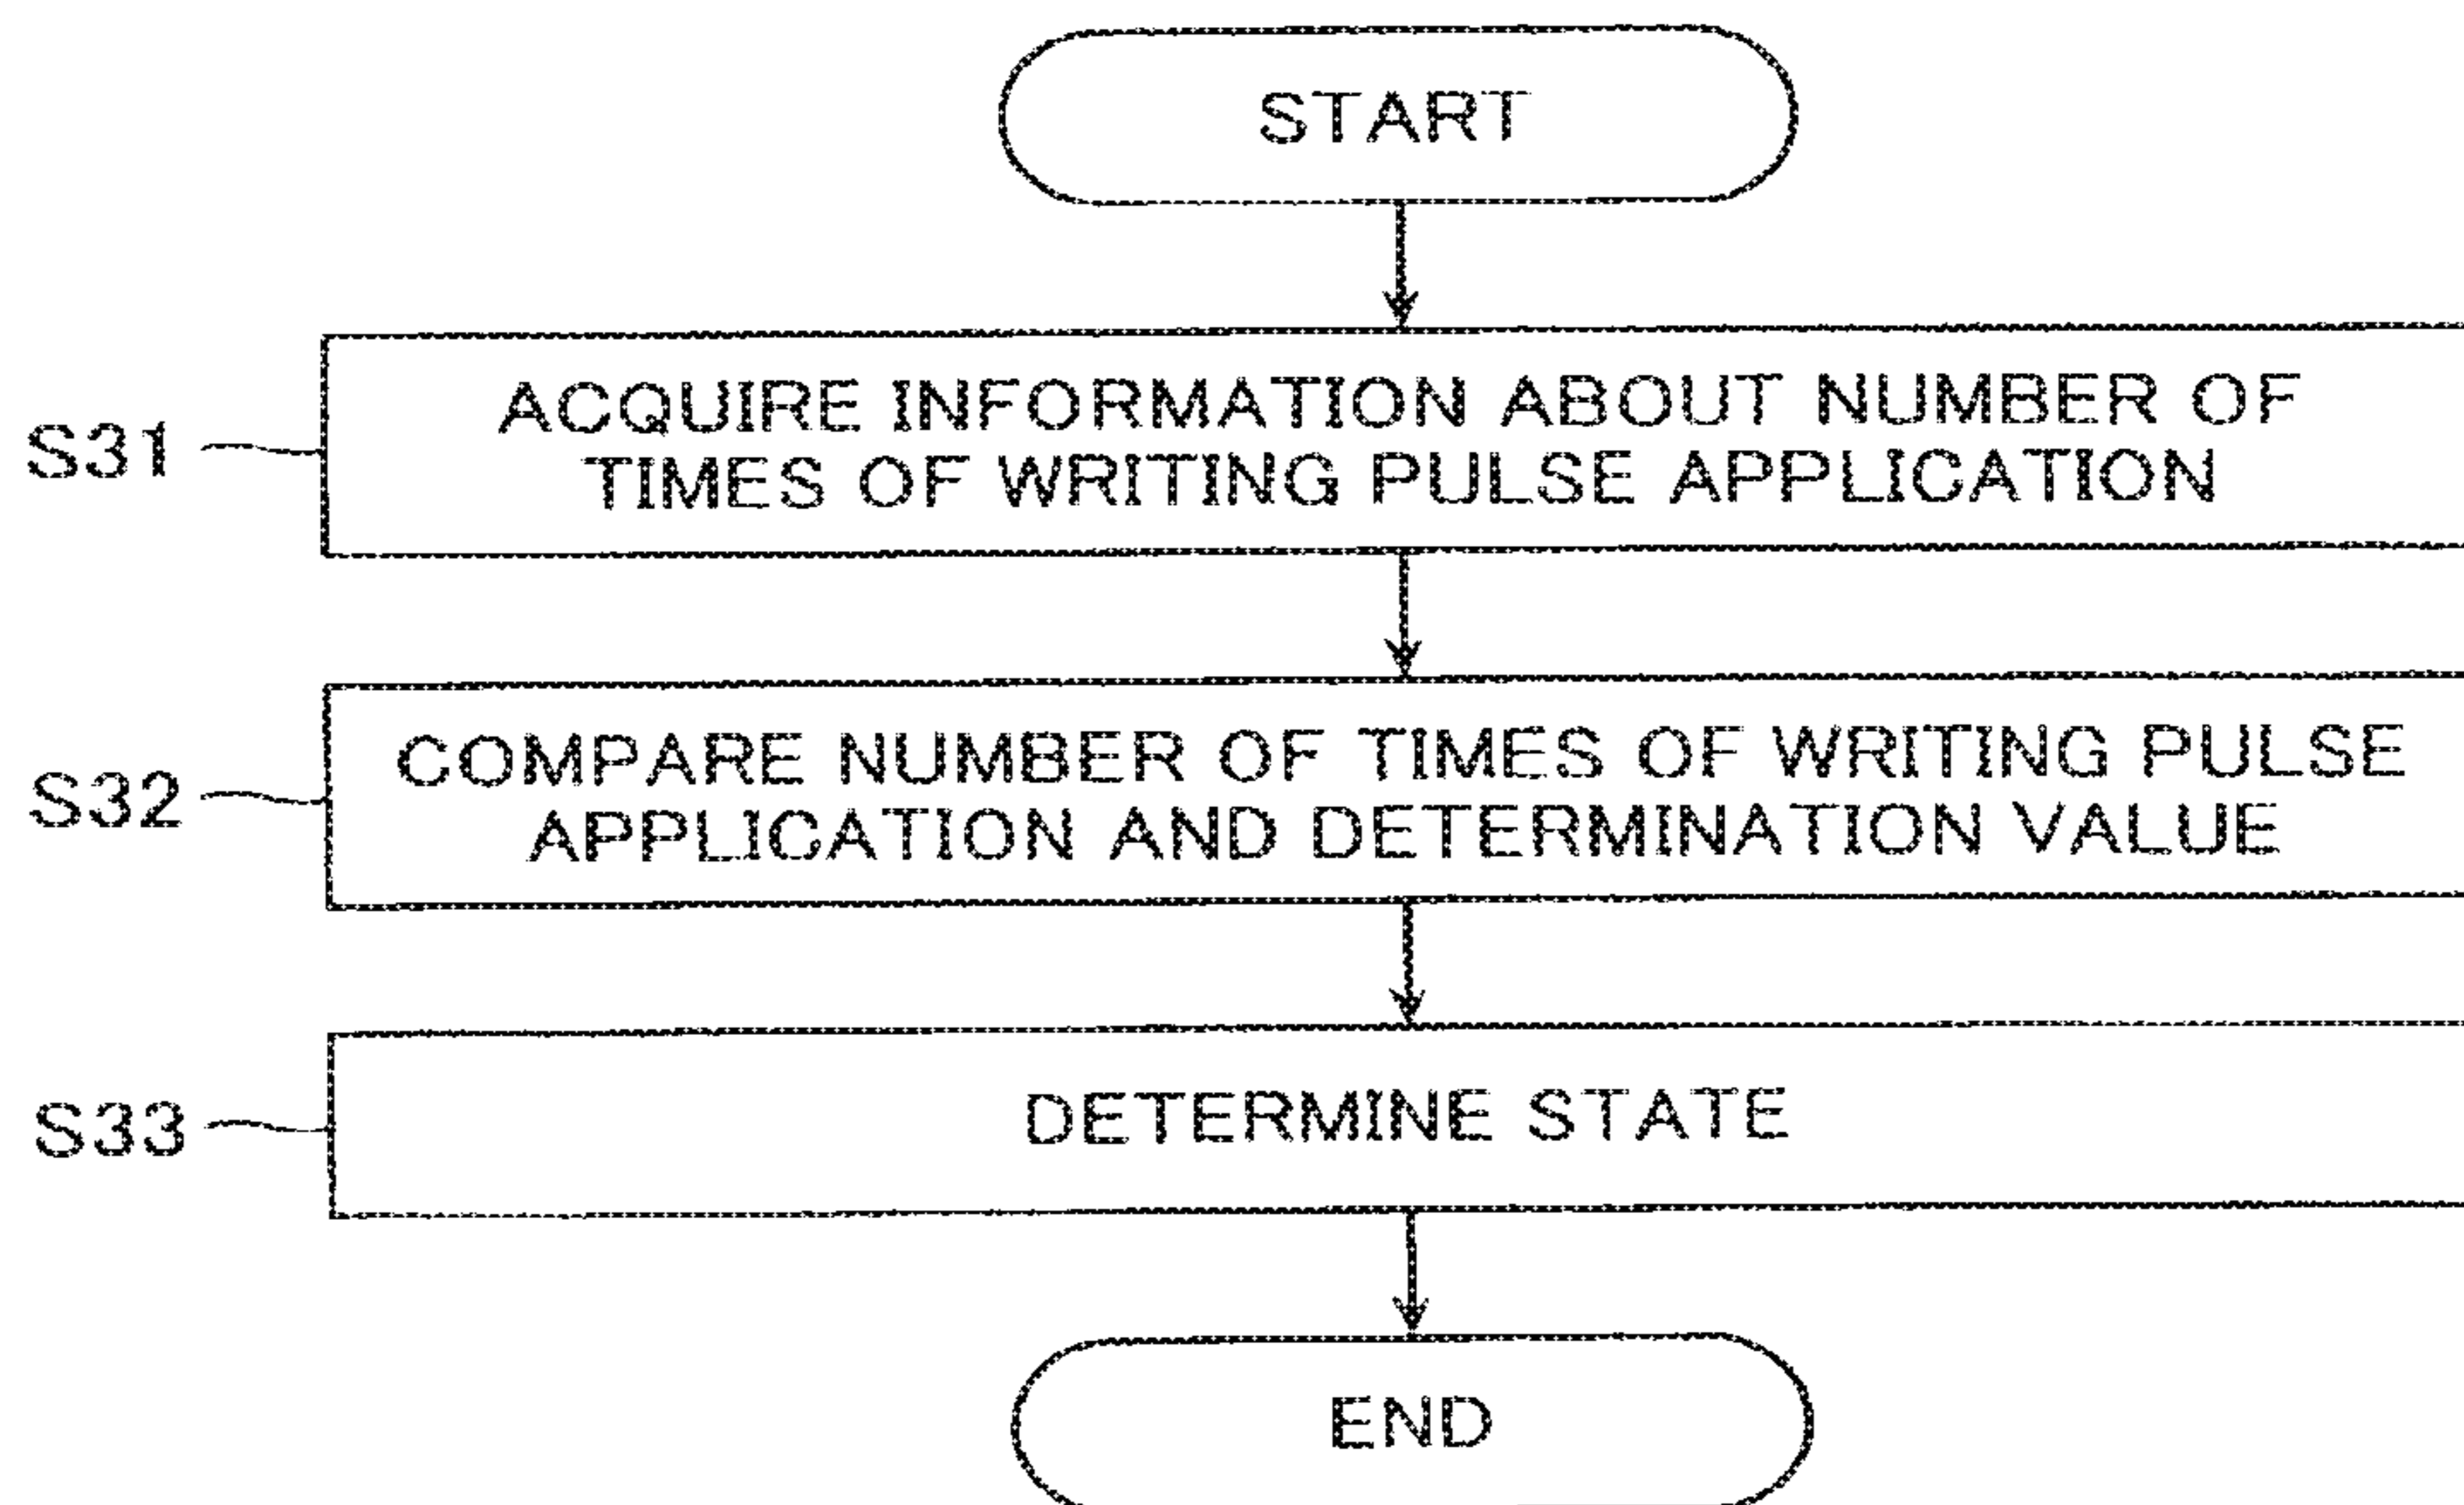 START
S31
ACQUIRE INFORMATION ABOUT NUMBER OF
TIMES OF WRITING PULSE APPLICATION
S32
COMPARE NUMBER OF TIMES OF WRITING PULSE
APPLICATION AND DETERMINATION VALUE
S33
DETERMINE STATE
END